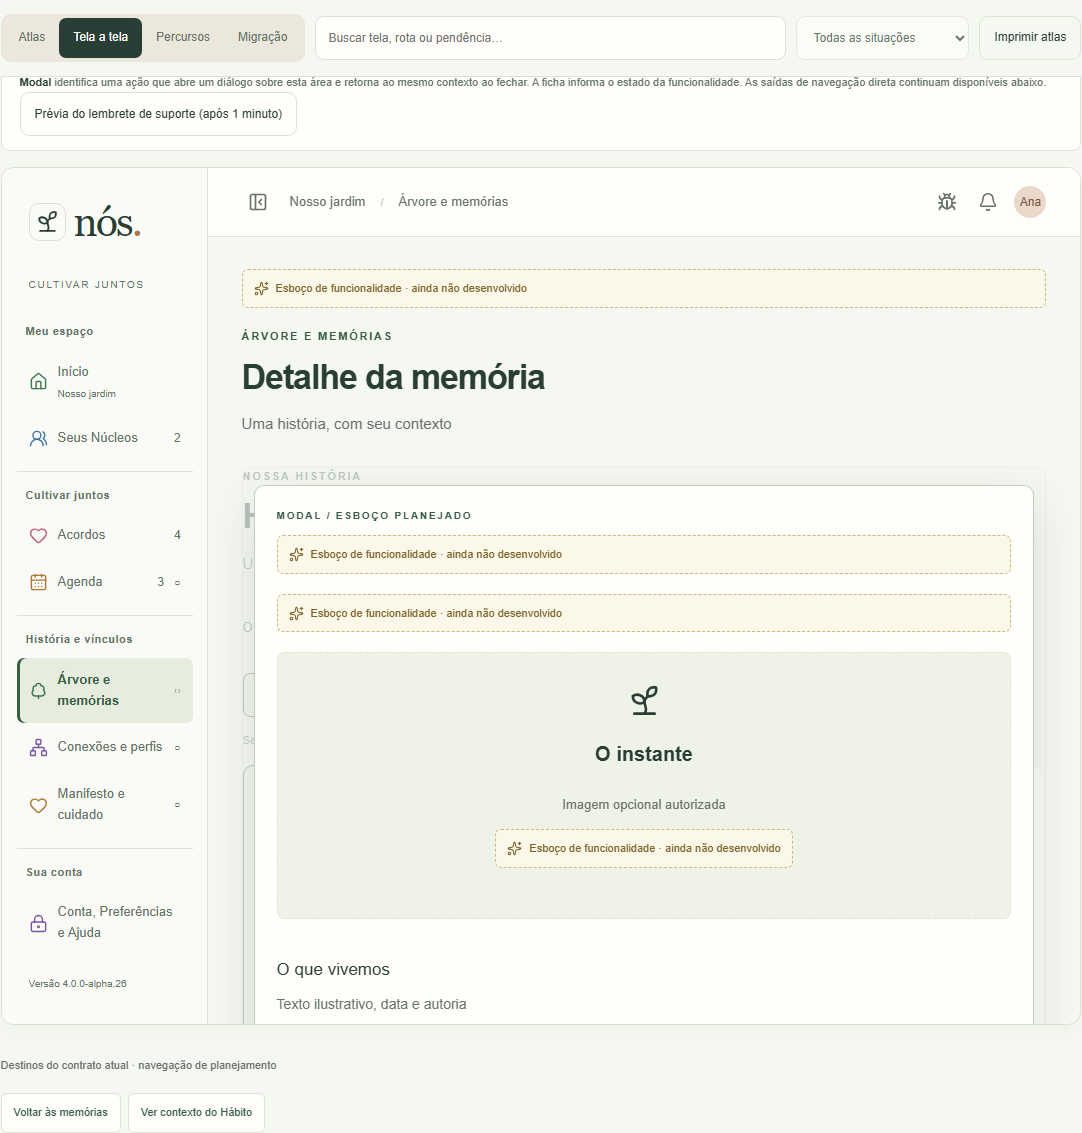 Atlas
Tela a tela
Percursos
Migração
Buscar tela, rota ou pendência...
Todas as situações
Imprimir atlas
Modal identifica uma ação que abre um diálogo sobre esta área e retorna ao mesmo contexto ao fechar. A ficha informa o estado da funcionalidade. As saídas de navegação direta continuam disponíveis abaixo.
Prévia do lembrete de suporte (após 1 minuto)
nós.
CULTIVAR JUNTOS
Meu espaço
Início
Nosso jardim
Seus Núcleos 2
Cultivar juntos
Acordos 4
Agenda 3
História e vínculos
Árvore e
memórias
Conexões e perfis
Manifesto e
cuidado
Sua conta
Conta, Preferências
e Ajuda
Versão 4.0.0-alpha.26
Nosso jardim / Árvore e memórias
Ana
Esboço de funcionalidade · ainda não desenvolvido
ÁRVORE E MEMÓRIAS
Detalhe da memória
Uma história, com seu contexto
NOSSA HISTÓRIA
MODAL / ESBOÇO PLANEJADO
Esboço de funcionalidade · ainda não desenvolvido
Esboço de funcionalidade · ainda não desenvolvido
O instante
Imagem opcional autorizada
Esboço de funcionalidade · ainda não desenvolvido
O que vivemos
Texto ilustrativo, data e autoria
Destinos do contrato atual · navegação de planejamento
Voltar às memórias
Ver contexto do Hábito